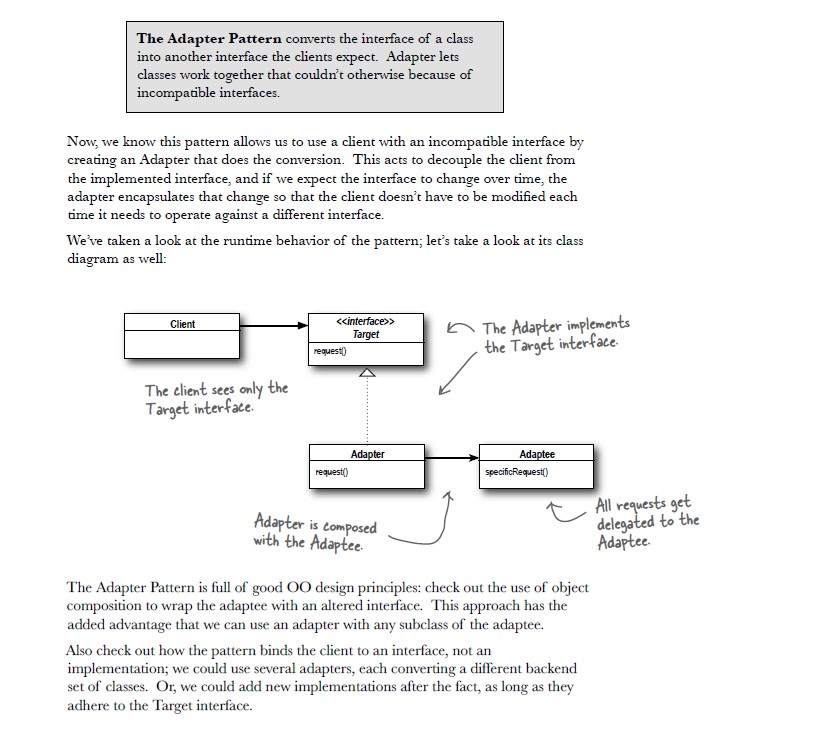 The Adapter Pattern converts the interface of a class
into another interface the clients expect. Adapter lets
classes work together that couldn't otherwise because of
incompatible interfaces.
Now, we know this pattern allows us to use a client with an incompatible interface by
creating an Adapter that does the conversion. This acts to decouple the client from
the implemented interface, and if we expect the interface to change over time, the
adapter encapsulates that change so that the client doesn't have to be modified each
time it needs to operate against a different interface.
We've taken a look at the runtime behavior of the pattern; let's take a look at its class
diagram as well:
Client
<<interface>>
Target
request()
The Adapter implements
the Target interface.
The client sees only the
Target interface.
Adapter
request()
Adaptee
specificRequest()
Adapter is composed
with the Adaptee.
All requests get
delegated to the
Adaptee.
The Adapter Pattern is full of good OO design principles: check out the use of object
composition to wrap the adaptee with an altered interface. This approach has the
added advantage that we can use an adapter with any subclass of the adaptee.
Also check out how the pattern binds the client to an interface, not an
implementation; we could use several adapters, each converting a different backend
set of classes. Or, we could add new implementations after the fact, as long as they
adhere to the Target interface.